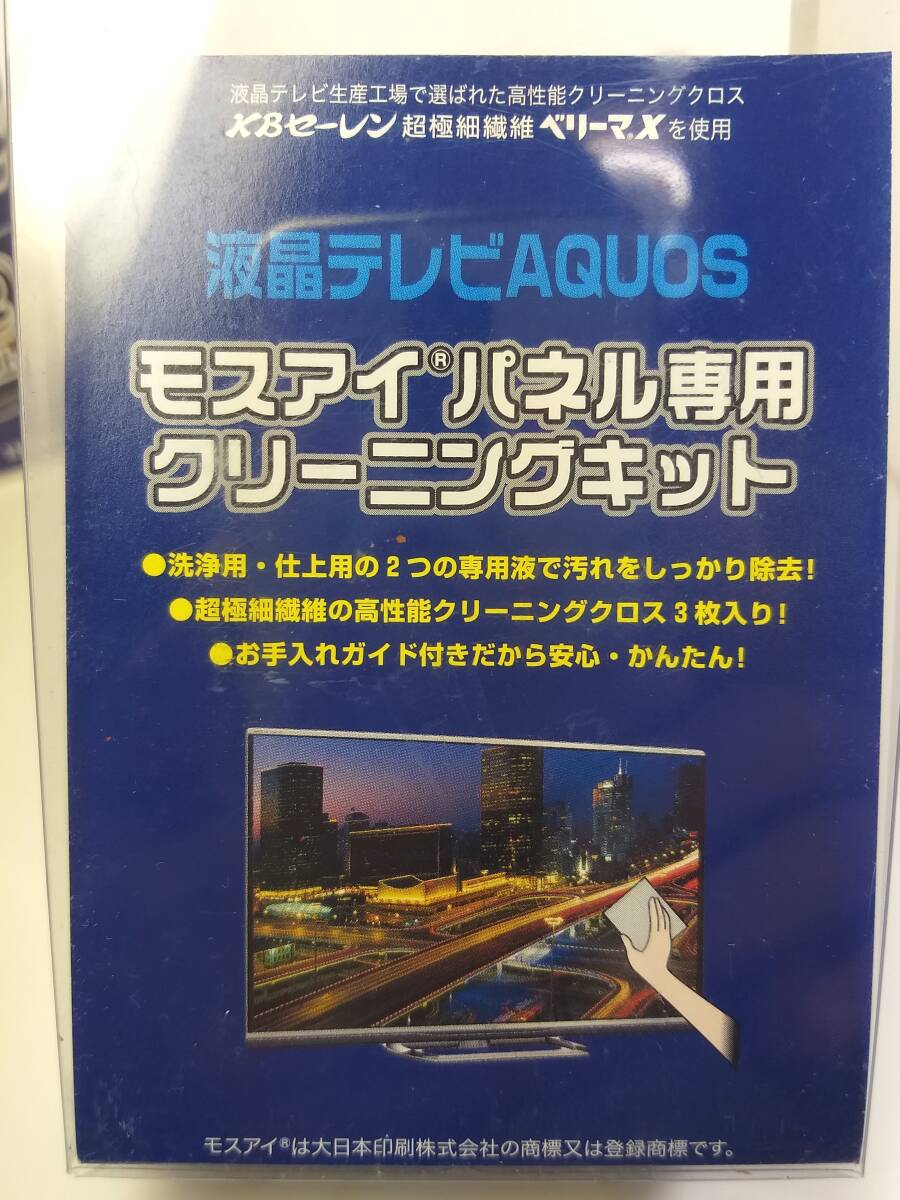 液晶テレビ生産工場で選ばれた高性能クリーニングクロス
KBセーレン 超極細繊維 ベリーマ®Xを使用
液晶テレビAQUOS
モスアイ®パネル専用
クリーニングキット
●洗浄用・仕上用の2つの専用液で汚れをしっかり除去!
●超極細繊維の高性能クリーニングクロス3枚入り!
●お手入れガイド付きだから安心・かんたん!
モスアイ®は大日本印刷株式会社の商標又は登録商標です。